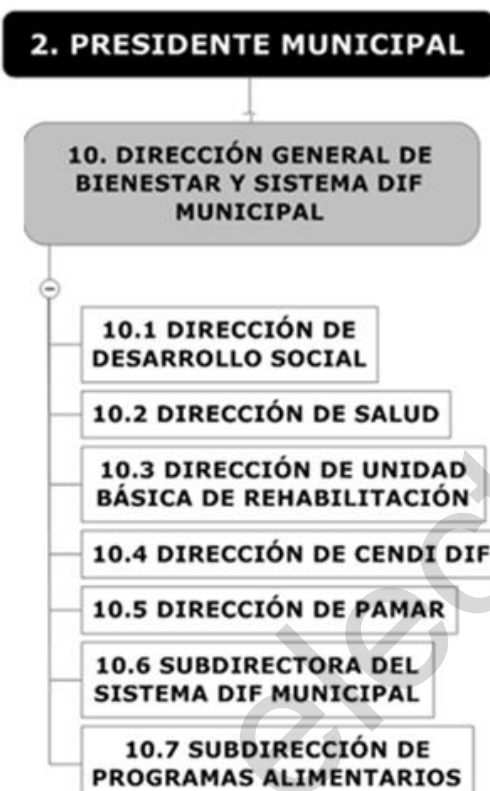 2. PRESIDENTE MUNICIPAL
10. DIRECCIÓN GENERAL DE
BIENESTAR Y SISTEMA DIF
MUNICIPAL
10.1 DIRECCIÓN DE
DESARROLLO SOCIAL
10.2 DIRECCIÓN DE SALUD
10.3 DIRECCIÓN DE UNIDAD
BÁSICA DE REHABILITACIÓN
10.4 DIRECCIÓN DE CENDI DIF
10.5 DIRECCIÓN DE PAMAR
10.6 SUBDIRECTORA DEL
SISTEMA DIF MUNICIPAL
10.7 SUBDIRECCIÓN DE
PROGRAMAS ALIMENTARIOS
elec